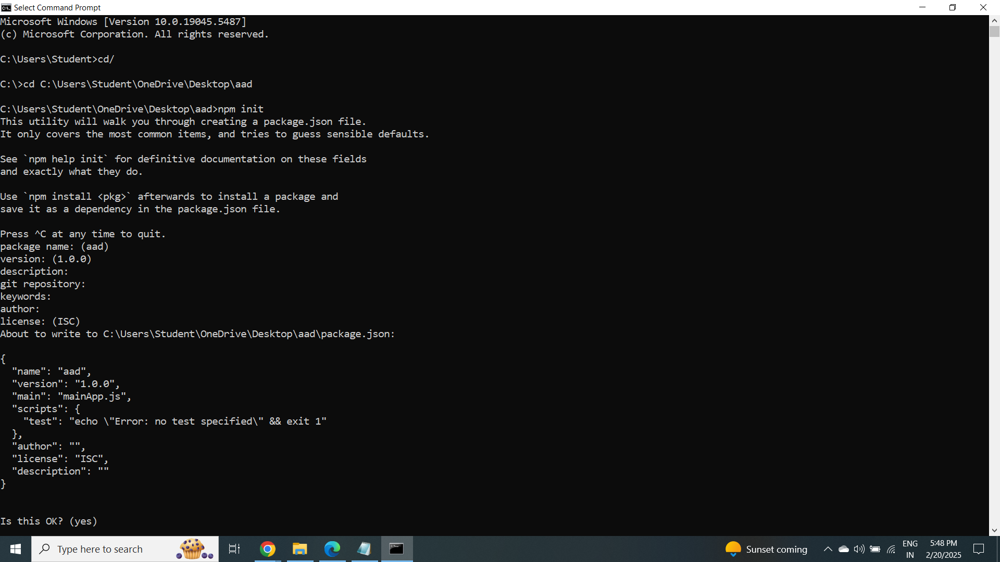 Select Command Prompt
Microsoft Windows [Version 10.0.19045.5487]
(c) Microsoft Corporation. All rights reserved.
C:\Users\Student>cd/
C:\>cd C:\Users\Student\OneDrive\Desktop\aad
C:\Users\Student\OneDrive\Desktop\aad>npm init
This utility will walk you through creating a package.json file.
It only covers the most common items, and tries to guess sensible defaults.
See `npm help init` for definitive documentation on these fields
and exactly what they do.
Use `npm install <pkg>` afterwards to install a package and
save it as a dependency in the package.json file.
Press ^C at any time to quit.
package name: (aad)
version: (1.0.0)
description:
git repository:
keywords:
author:
license: (ISC)
About to write to C:\Users\Student\OneDrive\Desktop\aad\package.json:
{
  "name": "aad",
  "version": "1.0.0",
  "main": "mainApp.js",
  "scripts": {
    "test": "echo \"Error: no test specified\" && exit 1"
  },
  "author": "",
  "license": "ISC",
  "description": ""
}
Is this OK? (yes)
Type here to search
Sunset coming
ENG
IN
5:48 PM
2/20/2025